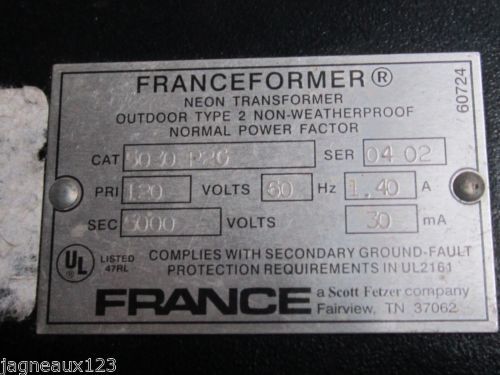 FRANCEFORMER®
NEON TRANSFORMER
OUTDOOR TYPE 2 NON-WEATHERPROOF
NORMAL POWER FACTOR
60724
CAT 5030 P2G SER 04 02
PRI 120 VOLTS 60 Hz 1.40 A
SEC 5000 VOLTS 30 mA
UL LISTED
47RL
COMPLIES WITH SECONDARY GROUND-FAULT
PROTECTION REQUIREMENTS IN UL2161
FRANCE a Scott Fetzer company
Fairview, TN 37062
jagneaux123